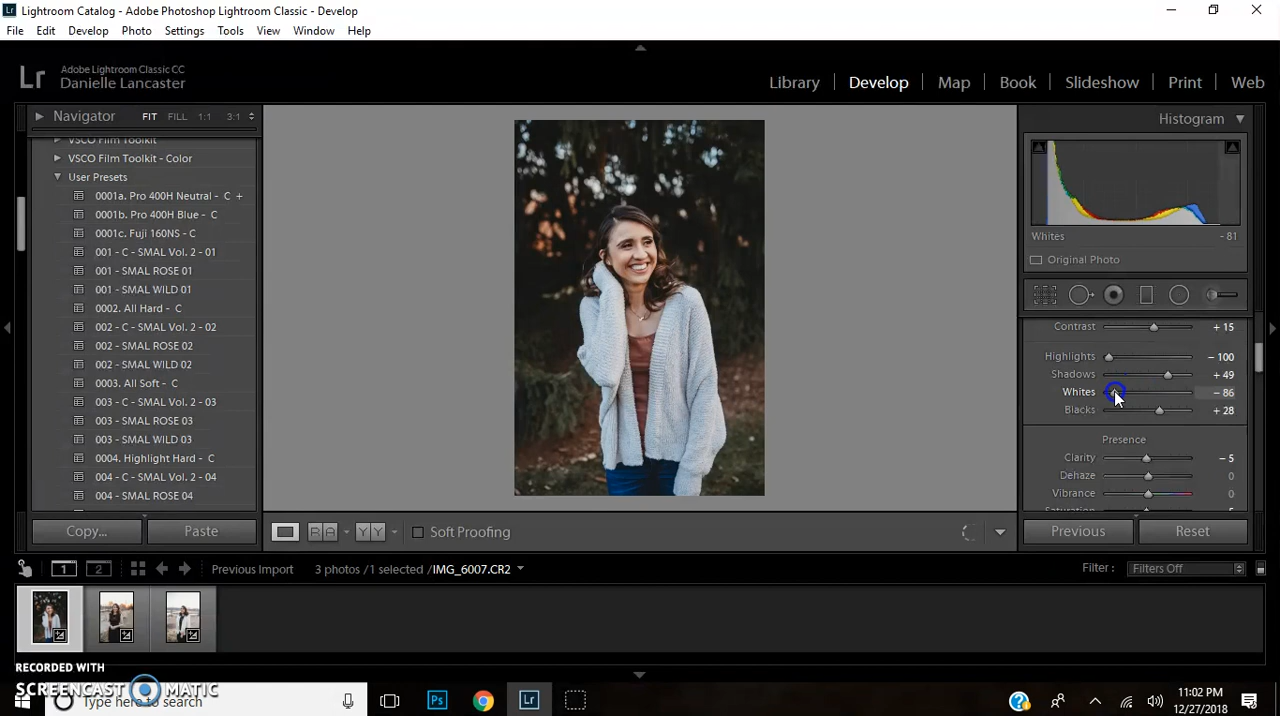 Lightroom Catalog - Adobe Photoshop Lightroom Classic - Develop
File Edit Develop Photo Settings Tools View Window Help
Lr
Adobe Lightroom Classic CC
Danielle Lancaster
Library Develop Map Book Slideshow Print Web
Navigator FIT FILL 1:1 3:1
VSCO Film Toolkit
VSCO Film Toolkit - Color
User Presets
0001a. Pro 400H Neutral - C +
0001b. Pro 400H Blue - C
0001c. Fuji 160NS - C
001 - C - SMAL Vol. 2 - 01
001 - SMAL ROSE 01
001 - SMAL WILD 01
0002. All Hard - C
002 - C - SMAL Vol. 2 - 02
002 - SMAL ROSE 02
002 - SMAL WILD 02
0003. All Soft - C
003 - C - SMAL Vol. 2 - 03
003 - SMAL ROSE 03
003 - SMAL WILD 03
0004. Highlight Hard - C
004 - C - SMAL Vol. 2 - 04
004 - SMAL ROSE 04
Copy... Paste
Histogram
Whites - 81
Original Photo
Contrast + 15
Highlights - 100
Shadows + 49
Whites - 86
Blacks + 28
Presence
Clarity - 5
Dehaze 0
Vibrance 0
Previous Reset
R A Y Y Soft Proofing
1 2 Previous Import 3 photos / 1 selected / IMG_6007.CR2 Filter : Filters Off
RECORDED WITH
SCREENCAST MATIC
Type here to search
Ps Lr
11:02 PM
12/27/2018